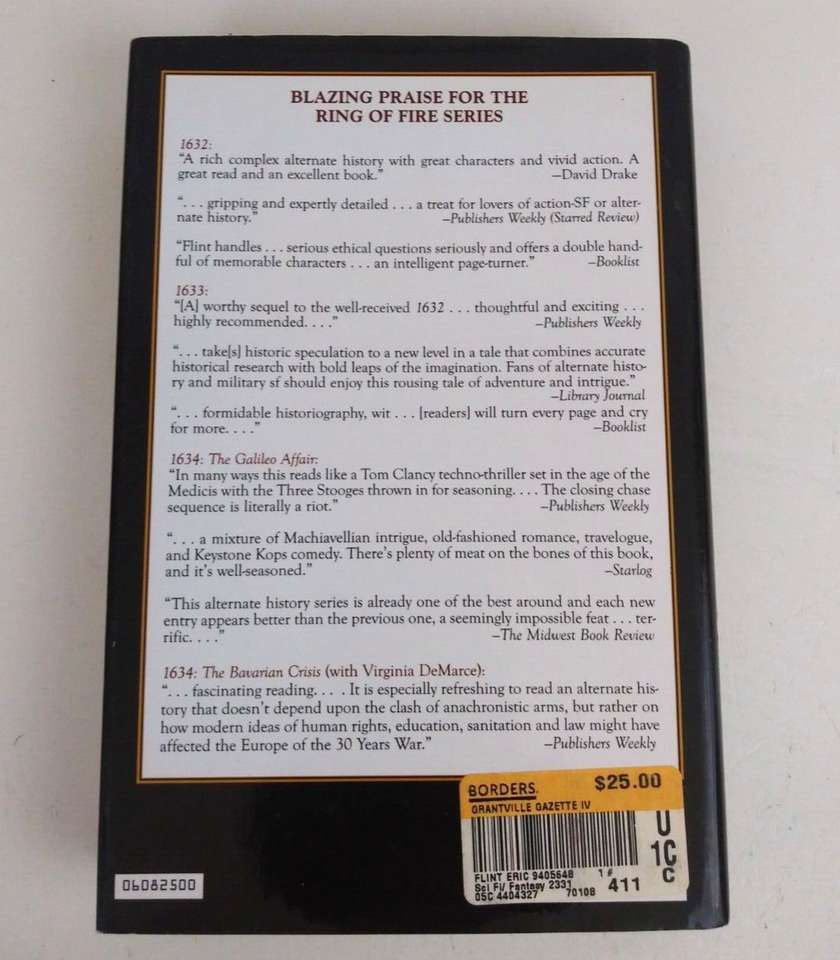 BLAZING PRAISE FOR THE
RING OF FIRE SERIES
1632:
"A rich complex alternate history with great characters and vivid action. A
great read and an excellent book." —David Drake
". . . gripping and expertly detailed . . . a treat for lovers of action-SF or alter-
nate history." —Publishers Weekly (Starred Review)
"Flint handles . . . serious ethical questions seriously and offers a double hand-
ful of memorable characters . . . an intelligent page-turner." —Booklist
1633:
"[A] worthy sequel to the well-received 1632 . . . thoughtful and exciting . . .
highly recommended. . . ." —Publishers Weekly
". . . take[s] historic speculation to a new level in a tale that combines accurate
historical research with bold leaps of the imagination. Fans of alternate histo-
ry and military sf should enjoy this rousing tale of adventure and intrigue."
—Library Journal
". . . formidable historiography, wit . . . [readers] will turn every page and cry
for more. . . ." —Booklist
1634: The Galileo Affair:
"In many ways this reads like a Tom Clancy techno-thriller set in the age of the
Medicis with the Three Stooges thrown in for seasoning. . . . The closing chase
sequence is literally a riot." —Publishers Weekly
". . . a mixture of Machiavellian intrigue, old-fashioned romance, travelogue,
and Keystone Kops comedy. There's plenty of meat on the bones of this book,
and it's well-seasoned." —Starlog
"This alternate history series is already one of the best around and each new
entry appears better than the previous one, a seemingly impossible feat . . . ter-
rific. . . ." —The Midwest Book Review
1634: The Bavarian Crisis (with Virginia DeMarce):
". . . fascinating reading. . . . It is especially refreshing to read an alternate his-
tory that doesn't depend upon the clash of anachronistic arms, but rather on
how modern ideas of human rights, education, sanitation and law might have
affected the Europe of the 30 Years War." —Publishers Weekly
BORDERS. $25.00
GRANTVILLE GAZETTE IV
U
1C
C
FLINT ERIC 9405648 1#
Sci Fi/ Fantasy 2331 411
05C 4404327 70108
06082500